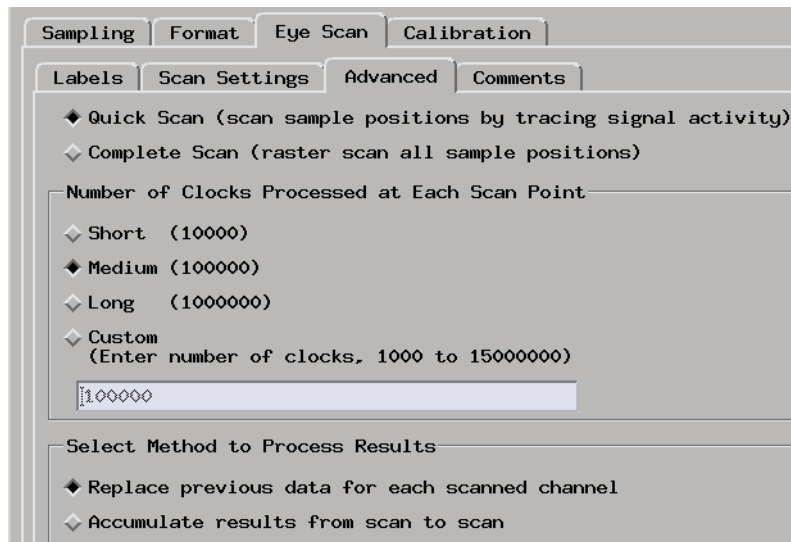 Sampling Format Eye Scan Calibration
Labels Scan Settings Advanced Comments
Quick Scan (scan sample positions by tracing signal activity)
Complete Scan (raster scan all sample positions)
Number of Clocks Processed at Each Scan Point
Short (10000)
Medium (100000)
Long (1000000)
Custom
(Enter number of clocks, 1000 to 15000000)
100000
Select Method to Process Results
Replace previous data for each scanned channel
Accumulate results from scan to scan